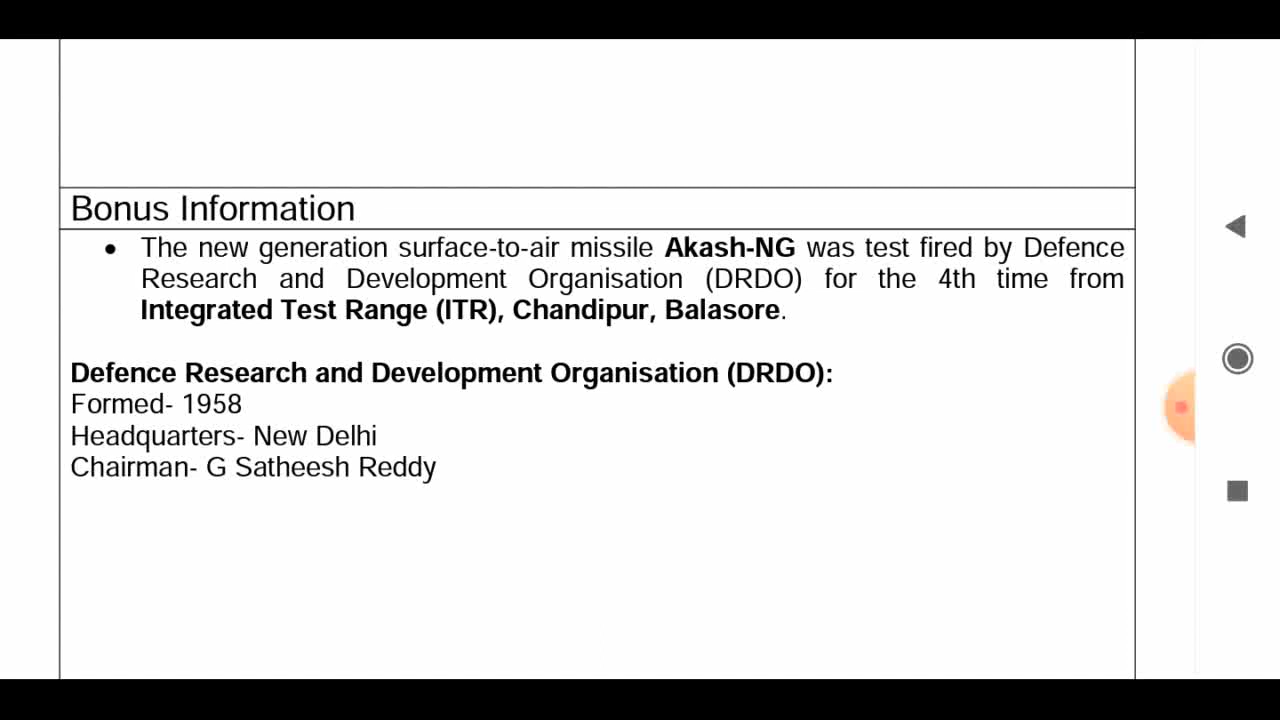 Bonus Information
• The new generation surface-to-air missile Akash-NG was test fired by Defence
Research and Development Organisation (DRDO) for the 4th time from
Integrated Test Range (ITR), Chandipur, Balasore.
Defence Research and Development Organisation (DRDO):
Formed- 1958
Headquarters- New Delhi
Chairman- G Satheesh Reddy